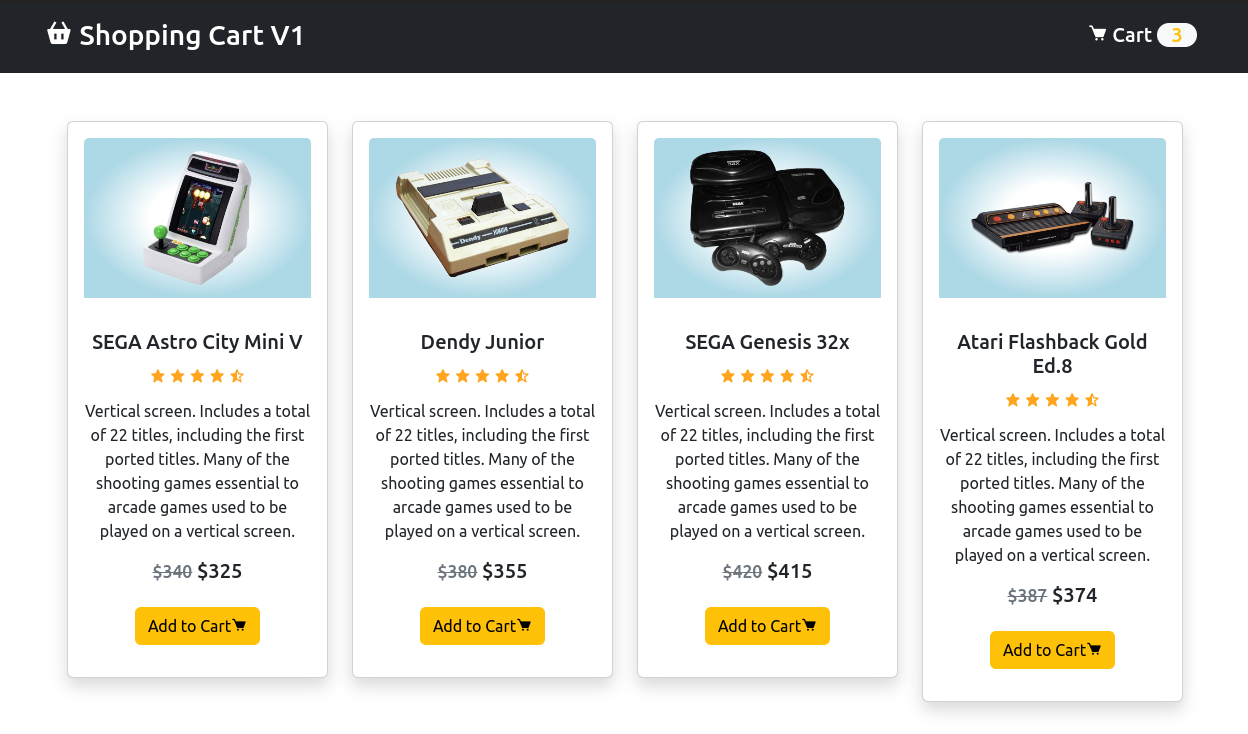 Shopping Cart V1
Cart 3
SEGA Astro City Mini V
Vertical screen. Includes a total
of 22 titles, including the first
ported titles. Many of the
shooting games essential to
arcade games used to be
played on a vertical screen.
$340 $325
Add to Cart
Dendy JUNIOR
Dendy Junior
Vertical screen. Includes a total
of 22 titles, including the first
ported titles. Many of the
shooting games essential to
arcade games used to be
played on a vertical screen.
$380 $355
Add to Cart
SEGA
SEGA Genesis 32x
Vertical screen. Includes a total
of 22 titles, including the first
ported titles. Many of the
shooting games essential to
arcade games used to be
played on a vertical screen.
$420 $415
Add to Cart
Atari Flashback Gold
Ed.8
Vertical screen. Includes a total
of 22 titles, including the first
ported titles. Many of the
shooting games essential to
arcade games used to be
played on a vertical screen.
$387 $374
Add to Cart